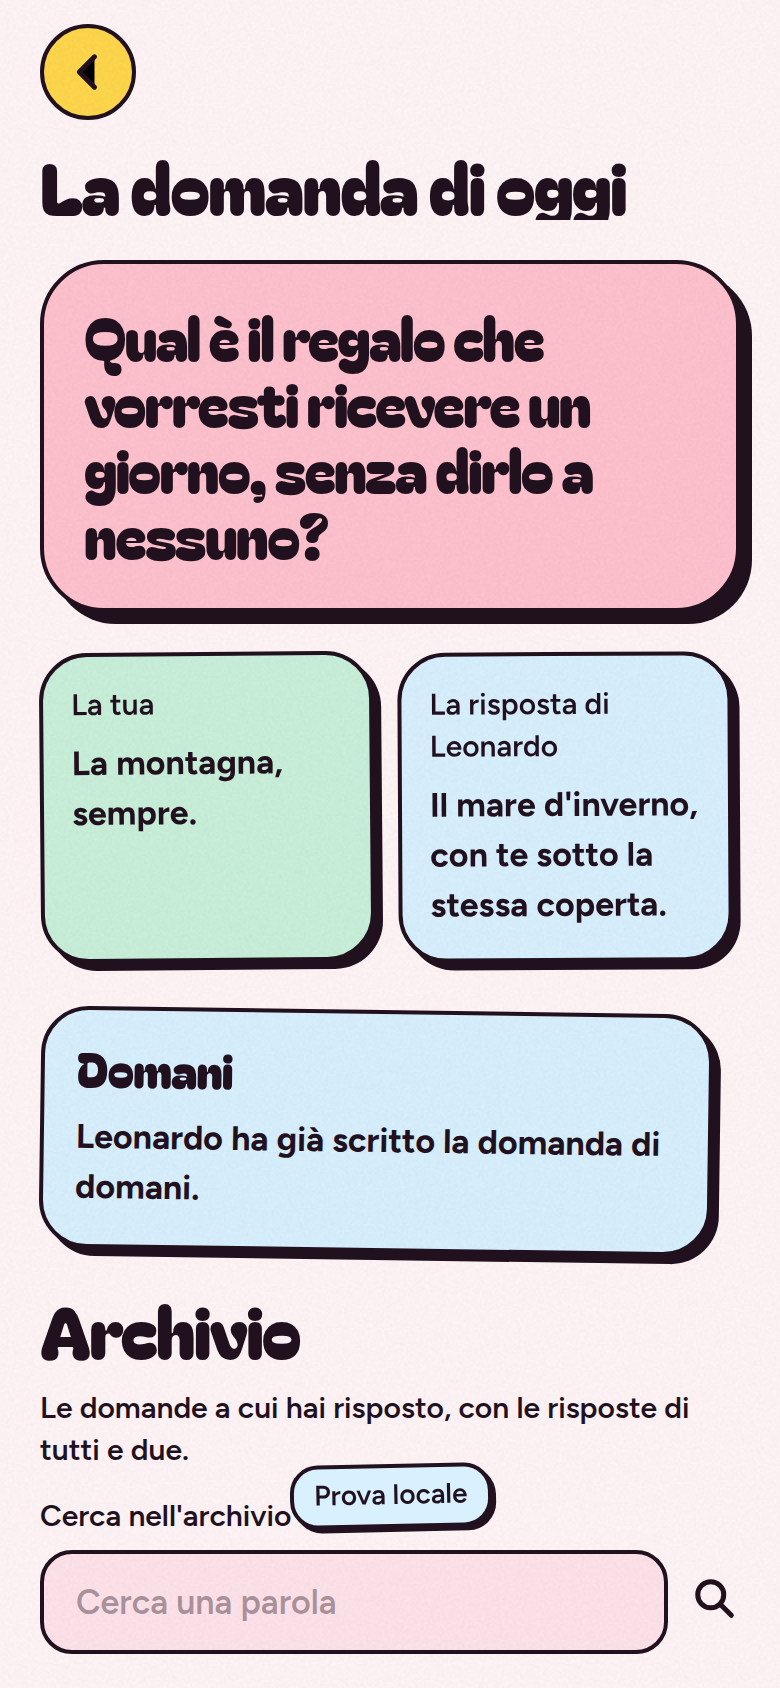 La domanda di oggi
Qual è il regalo che
vorresti ricevere un
giorno, senza dirlo a
nessuno?
La tua
La montagna,
sempre.
La risposta di
Leonardo
Il mare d'inverno,
con te sotto la
stessa coperta.
Domani
Leonardo ha già scritto la domanda di
domani.
Archivio
Le domande a cui hai risposto, con le risposte di
tutti e due.
Prova locale
Cerca nell'archivio
Cerca una parola